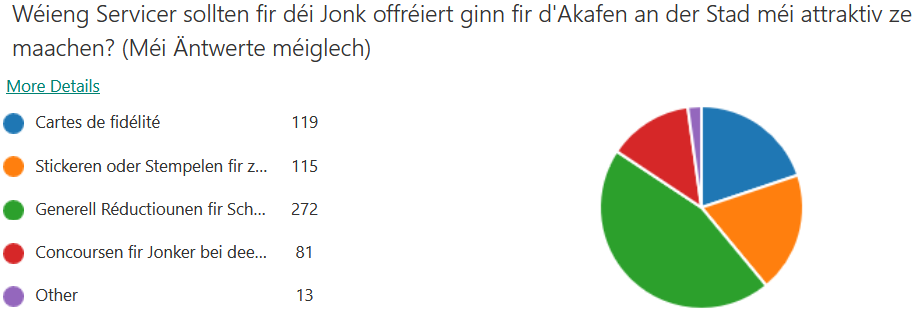 Wéieng Servicer sollten fir déi Jonk offréiert ginn fir d'Akafen an der Stad méi attraktiv ze
maachen? (Méi Äntwerte méiglech)
More Details
Cartes de fidélité 119
Stickeren oder Stempelen fir z... 115
Generell Réductiounen fir Sch... 272
Concoursen fir Jonker bei dee... 81
Other 13